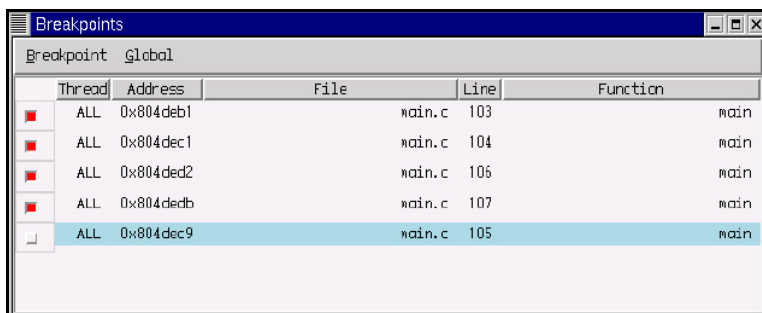 Breakpoints
Breakpoint Global
Thread Address File Line Function
ALL 0x804deb1 main.c 103 main
ALL 0x804dec1 main.c 104 main
ALL 0x804ded2 main.c 106 main
ALL 0x804dedb main.c 107 main
ALL 0x804dec9 main.c 105 main